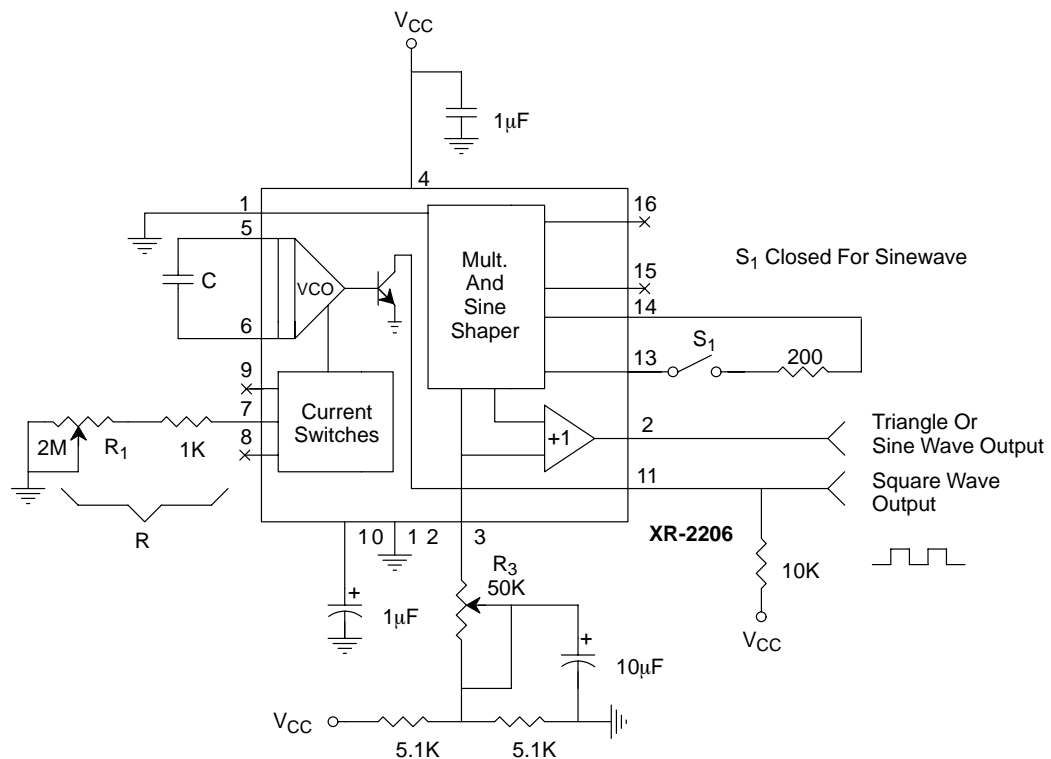 VCC
1μF
4
1
16
5
S1 Closed For Sinewave
Mult.
And
Sine
Shaper
15
VCO
C
14
6
S1
13
200
9
7
Current
Switches
8
2M
R1
1K
+1
2
Triangle Or
Sine Wave Output
11
Square Wave
Output
R
10
12
3
XR-2206
R3
50K
10K
+
1μF
+
10μF
VCC
VCC
5.1K
5.1K